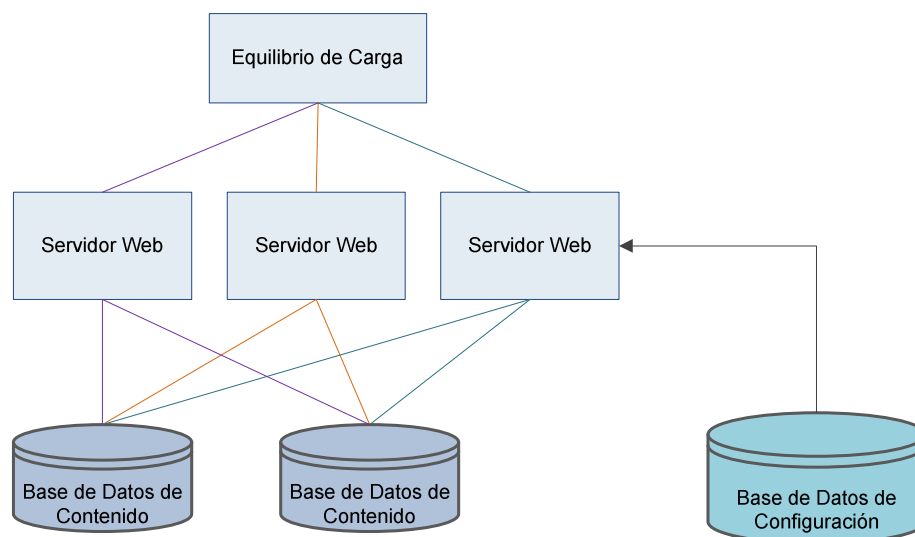 Equilibrio de Carga
Servidor Web
Servidor Web
Servidor Web
Base de Datos de
Contenido
Base de Datos de
Contenido
Base de Datos de
Configuración